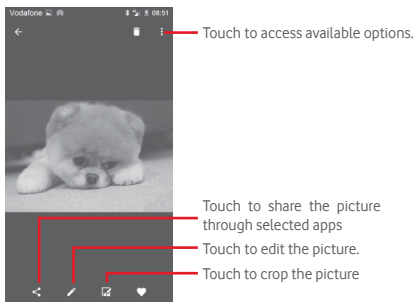 Vodafone 08:51
Touch to access available options.
Touch to share the picture
through selected apps
Touch to edit the picture.
Touch to crop the picture